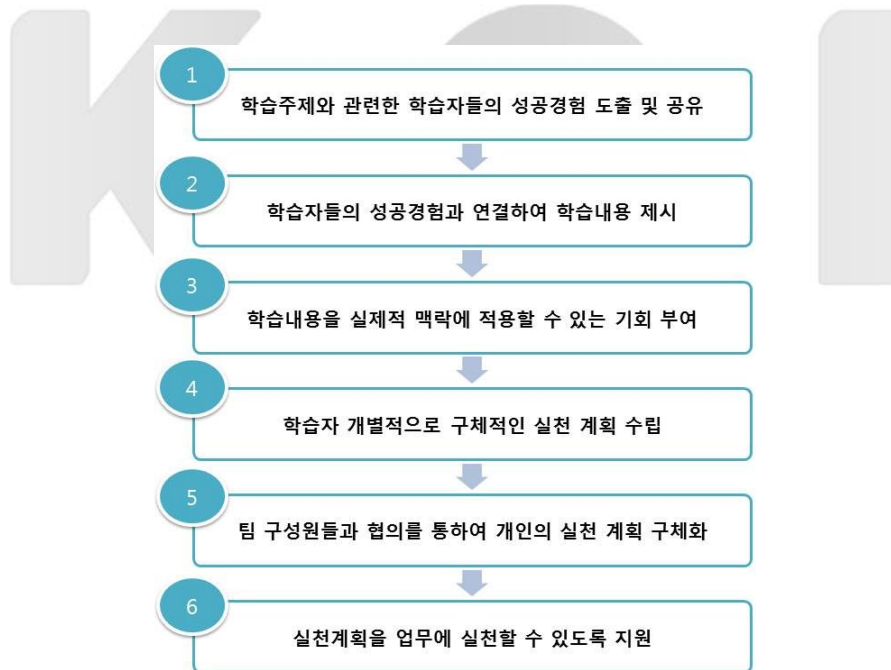 1
학습주제와 관련한 학습자들의 성공경험 도출 및 공유
2
학습자들의 성공경험과 연결하여 학습내용 제시
3
학습내용을 실제적 맥락에 적용할 수 있는 기회 부여
4
학습자 개별적으로 구체적인 실천 계획 수립
5
팀 구성원들과 협의를 통하여 개인의 실천 계획 구체화
6
실천계획을 업무에 실천할 수 있도록 지원